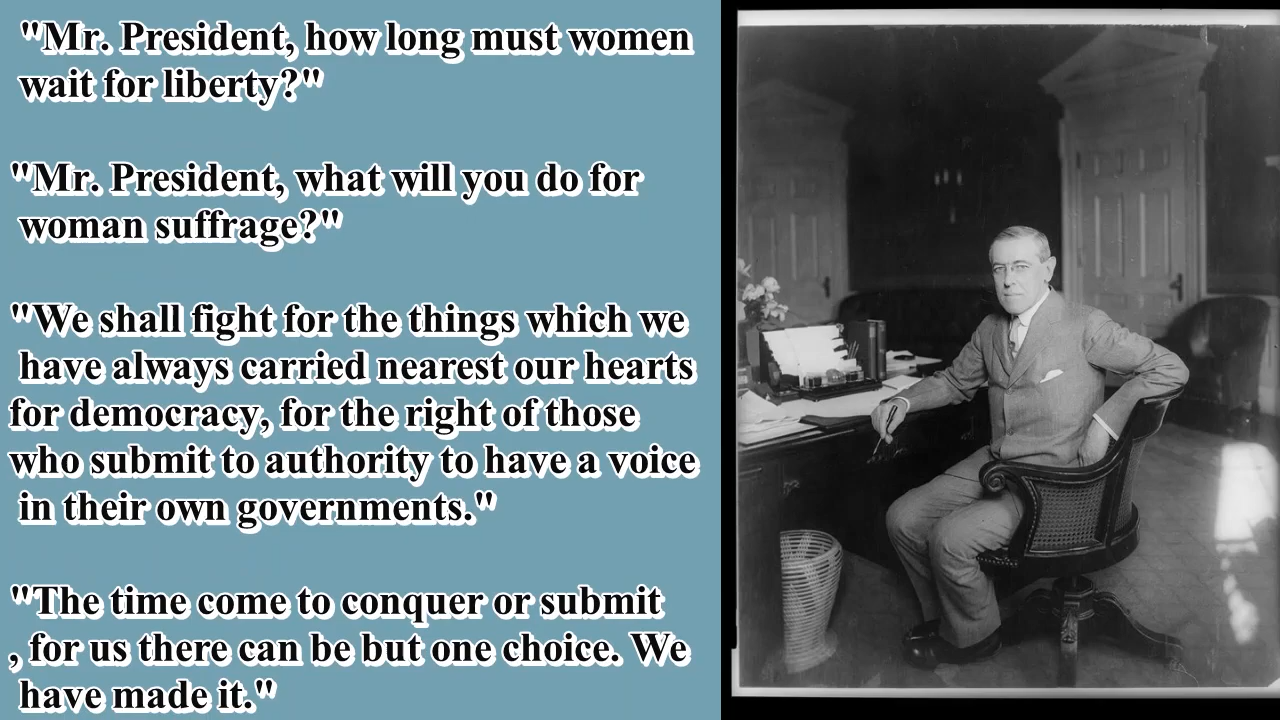 "Mr. President, how long must women
wait for liberty?"
"Mr. President, what will you do for
woman suffrage?"
"We shall fight for the things which we
have always carried nearest our hearts
for democracy, for the right of those
who submit to authority to have a voice
in their own governments."
"The time come to conquer or submit
, for us there can be but one choice. We
have made it."